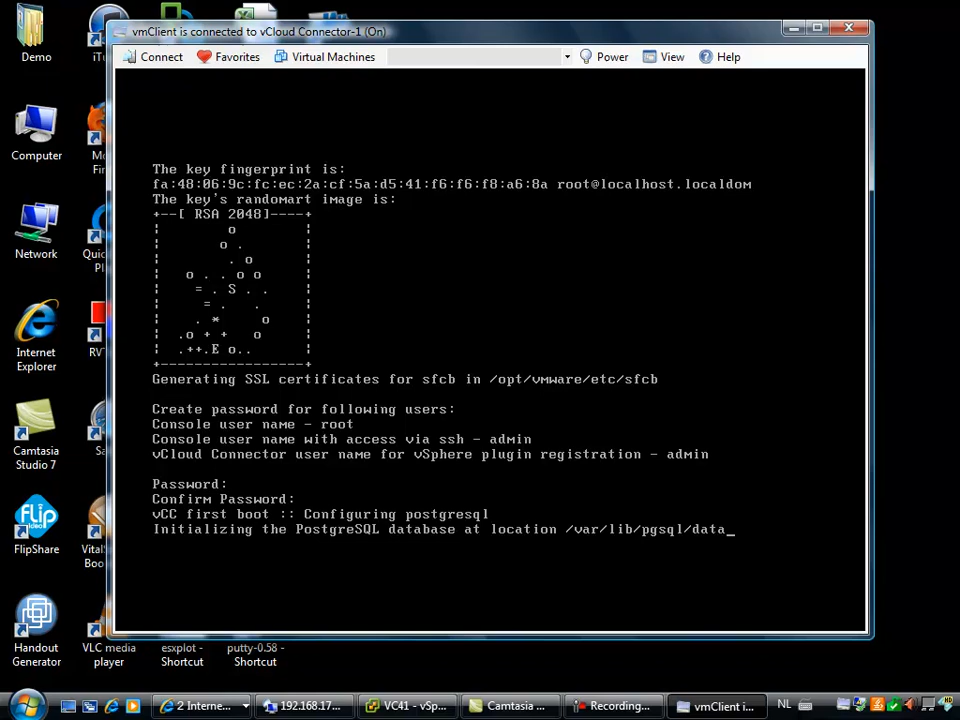 vmClient is connected to vCloud Connector-1 (On)
Connect
Favorites
Virtual Machines
Power
View
Help
The key fingerprint is:
fa:48:06:9c:fc:ec:2a:cf:5a:d5:41:f6:f6:f8:a6:8a root@localhost.localdom
The key's randomart image is:
+--[ RSA 2048]----+
¦        o        ¦
¦       o .       ¦
¦        . o      ¦
¦   o . . o o     ¦
¦    = . S . .    ¦
¦     = .   .     ¦
¦    . *     o    ¦
¦  .o + +   o     ¦
¦  .++.E o..      ¦
+-----------------+
Generating SSL certificates for sfcb in /opt/vmware/etc/sfcb
Create password for following users:
Console user name - root
Console user name with access via ssh - admin
vCloud Connector user name for vSphere plugin registration - admin
Password:
Confirm Password:
vCC first boot :: Configuring postgresql
Initializing the PostgreSQL database at location /var/lib/pgsql/data_
Demo
Computer
Network
Internet
Explorer
Camtasia
Studio 7
FlipShare
Handout
Generator
VLC media
player
esxplot -
Shortcut
putty-0.58 -
Shortcut
2 Interne...
192.168.17...
VC41 - vSp...
Camtasia ...
Recording...
vmClient i...
NL